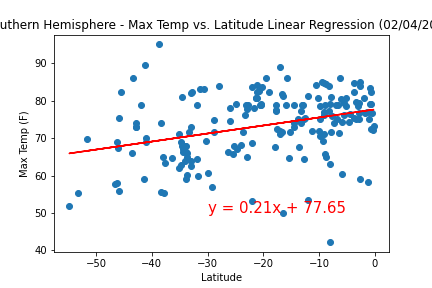 outhern Hemisphere - Max Temp vs. Latitude Linear Regression (02/04/20
90
80
70
60
50
40
Max Temp (F)
y = 0.21x + 77.65
−50 −40 −30 −20 −10 0
Latitude